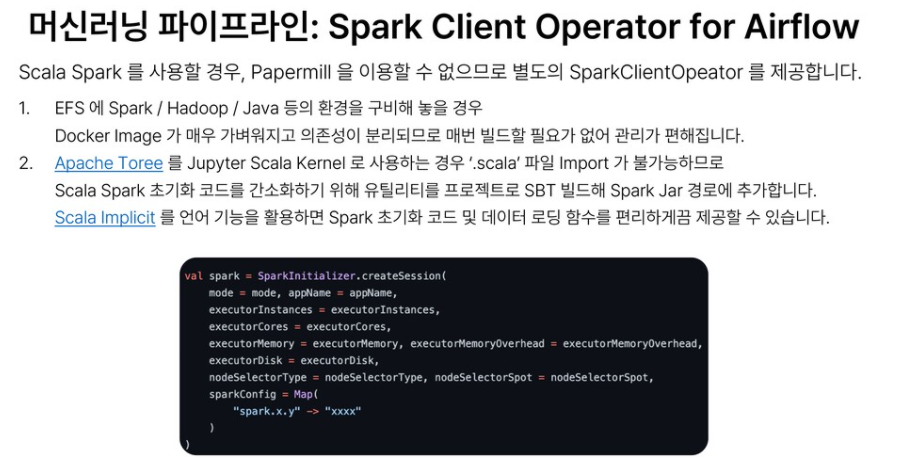 머신러닝 파이프라인: Spark Client Operator for Airflow
Scala Spark 를 사용할 경우, Papermill 을 이용할 수 없으므로 별도의 SparkClientOpeator 를 제공합니다.
1. EFS 에 Spark / Hadoop / Java 등의 환경을 구비해 놓을 경우
Docker Image 가 매우 가벼워지고 의존성이 분리되므로 매번 빌드할 필요가 없어 관리가 편해집니다.
2. Apache Toree 를 Jupyter Scala Kernel 로 사용하는 경우 ‘.scala’ 파일 Import 가 불가능하므로
Scala Spark 초기화 코드를 간소화하기 위해 유틸리티를 프로젝트로 SBT 빌드해 Spark Jar 경로에 추가합니다.
Scala Implicit 를 언어 기능을 활용하면 Spark 초기화 코드 및 데이터 로딩 함수를 편리하게끔 제공할 수 있습니다.
val spark = SparkInitializer.createSession(
mode = mode, appName = appName,
executorInstances = executorInstances,
executorCores = executorCores,
executorMemory = executorMemory, executorMemoryOverhead = executorMemoryOverhead,
executorDisk = executorDisk,
nodeSelectorType = nodeSelectorType, nodeSelectorSpot = nodeSelectorSpot,
sparkConfig = Map(
"spark.x.y" -> "xxxx"
)
)